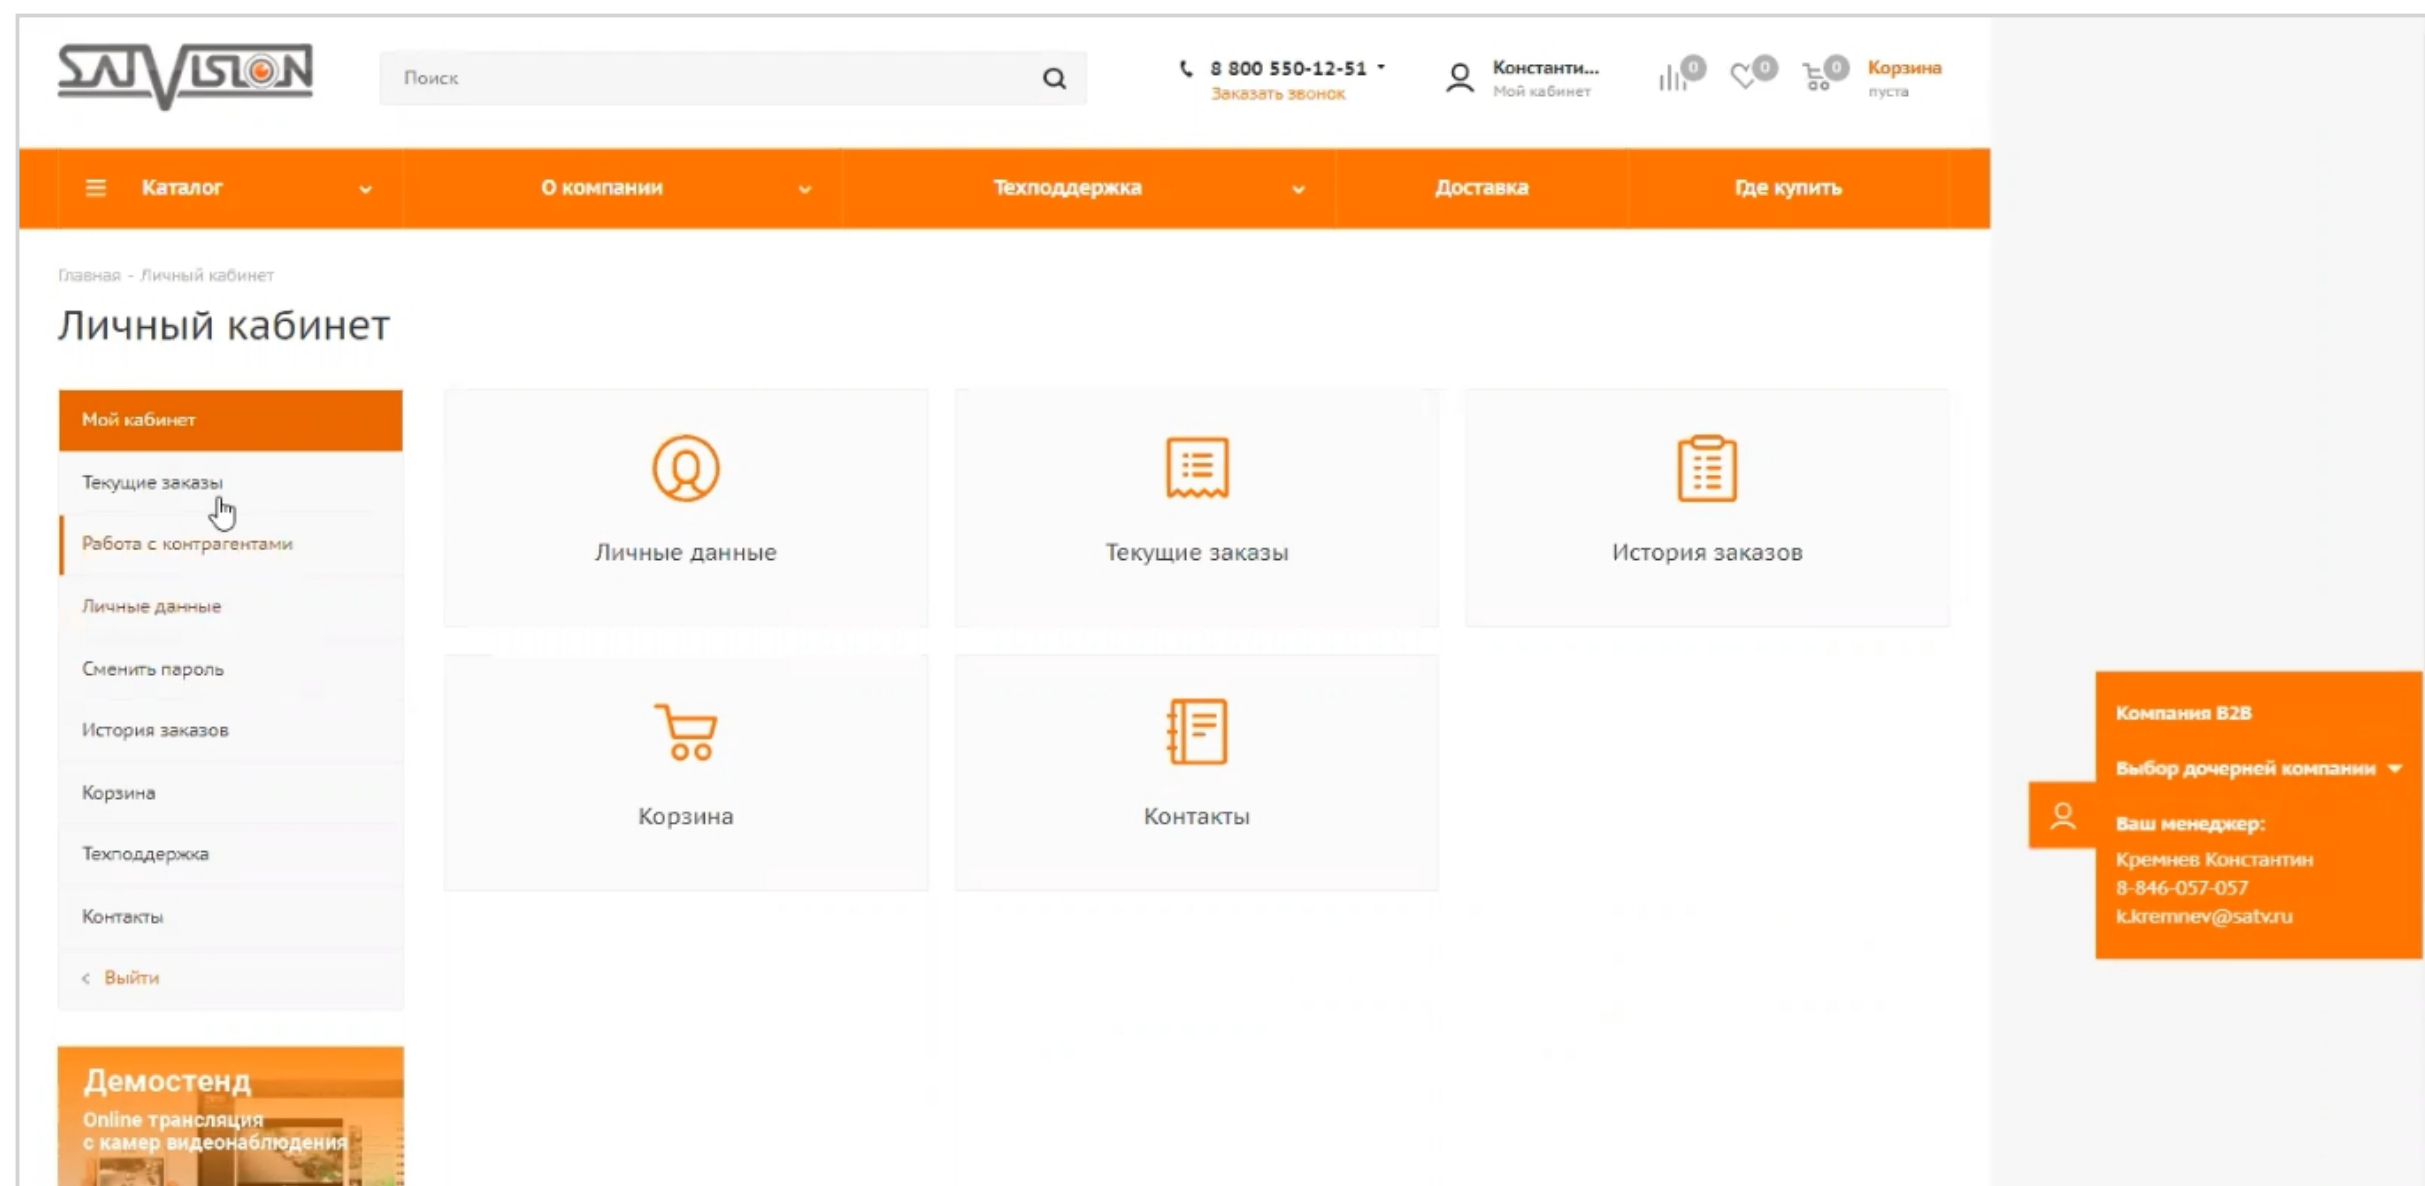 SATVISION
Поиск
8 800 550-12-51
Заказать звонок
Константи...
Мой кабинет
0
0
0
Корзина
пуста
Каталог
О компании
Техподдержка
Доставка
Где купить
Главная - Личный кабинет
Личный кабинет
Мой кабинет
Текущие заказы
Работа с контрагентами
Личные данные
Сменить пароль
История заказов
Корзина
Техподдержка
Контакты
< Выйти
Личные данные
Текущие заказы
История заказов
Корзина
Контакты
Компания B2B
Выбор дочерней компании
Ваш менеджер:
Кремнев Константин
8-846-057-057
k.kremnev@satv.ru
Демостенд
Online трансляция
с камер видеонаблюдения